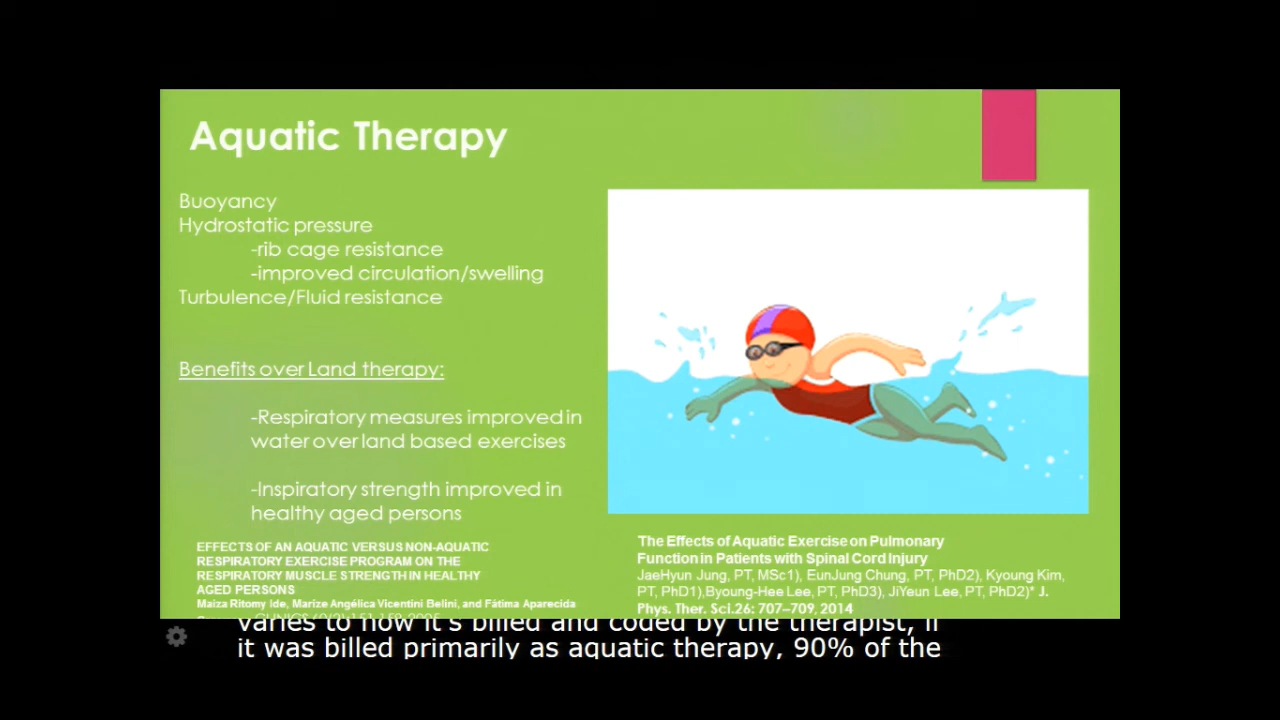 Aquatic Therapy
Buoyancy
Hydrostatic pressure
-rib cage resistance
-improved circulation/swelling
Turbulence/Fluid resistance
Benefits over Land therapy:
-Respiratory measures improved in
water over land based exercises
-Inspiratory strength improved in
healthy aged persons
EFFECTS OF AN AQUATIC VERSUS NON-AQUATIC
RESPIRATORY EXERCISE PROGRAM ON THE
RESPIRATORY MUSCLE STRENGTH IN HEALTHY
AGED PERSONS
Maiza Ritomy Ide, Marize Angélica Vicentini Belini, and Fátima Aparecida
The Effects of Aquatic Exercise on Pulmonary
Function in Patients with Spinal Cord Injury
JaeHyun Jung, PT, MSc1), EunJung Chung, PT, PhD2), Kyoung Kim,
PT, PhD1),Byoung-Hee Lee, PT, PhD3), JiYeun Lee, PT, PhD2)* J.
Phys. Ther. Sci.26: 707–709, 2014
varies to how it's billed and coded by the therapist, if
it was billed primarily as aquatic therapy, 90% of the